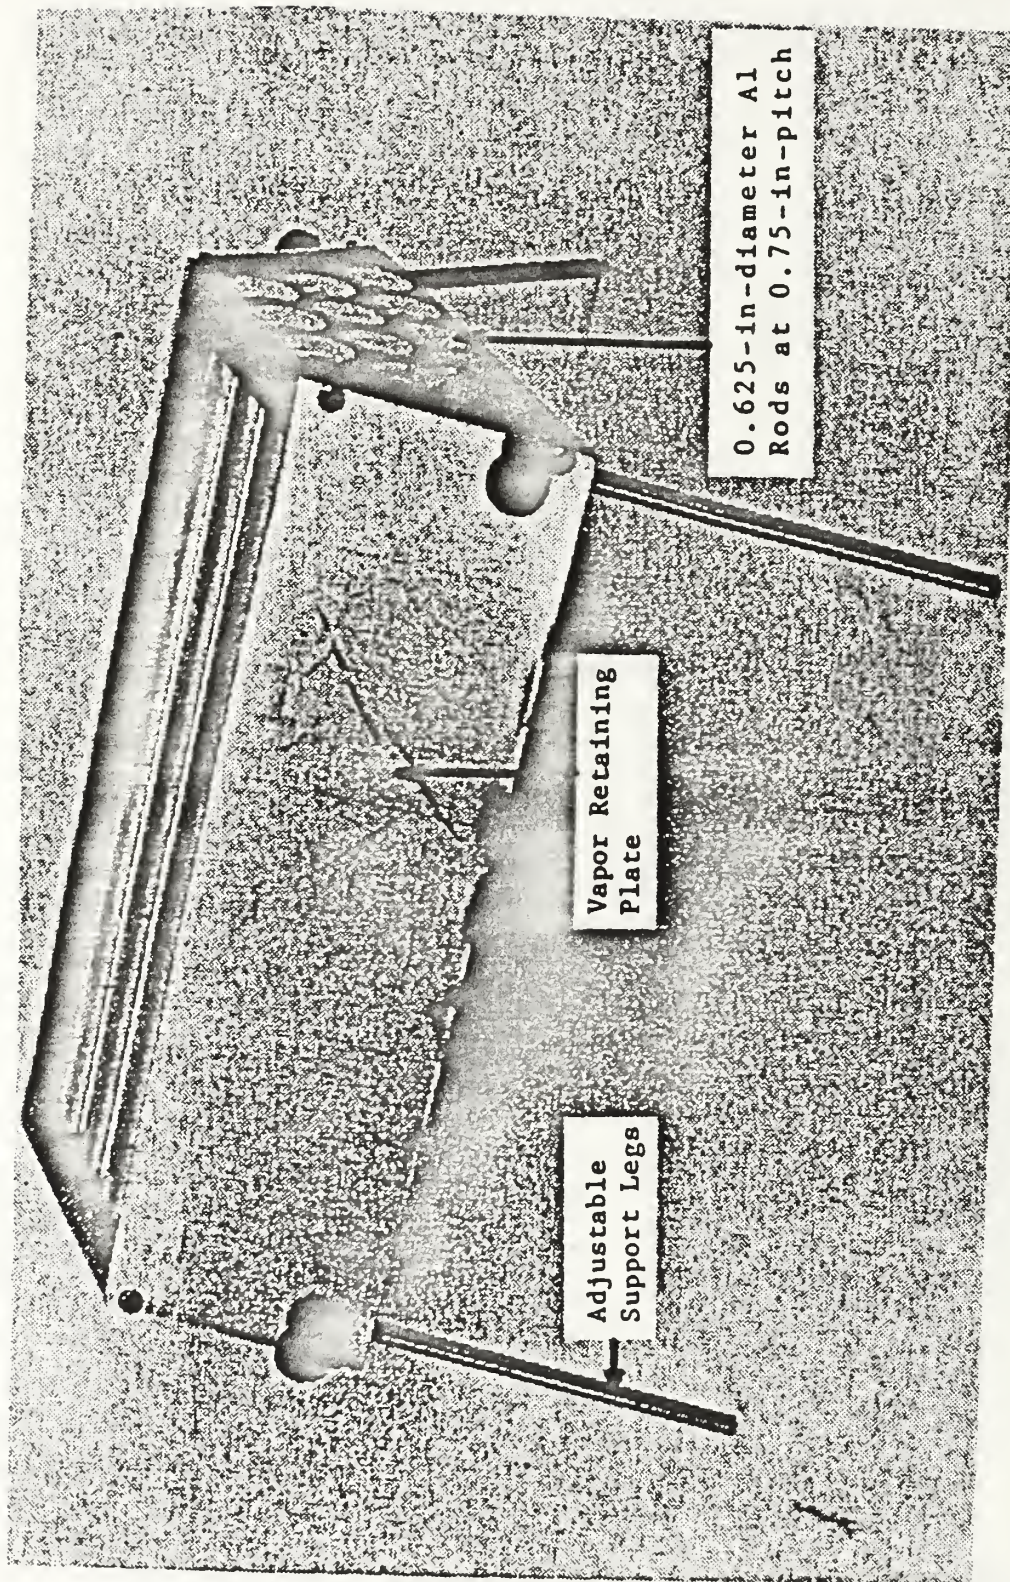 0.625-in-diameter Al
Rods at 0.75-in-pitch
Vapor Retaining
Plate
Adjustable
Support Legs